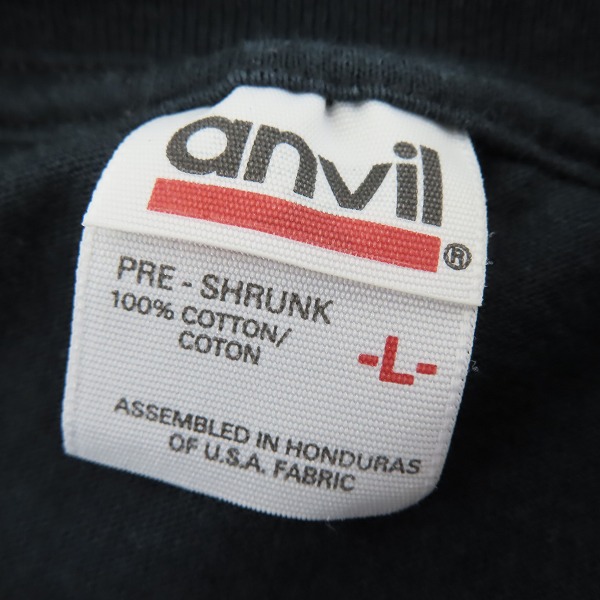 anvil®
PRE - SHRUNK
100% COTTON/
COTON
-L-
ASSEMBLED IN HONDURAS
OF U.S.A. FABRIC